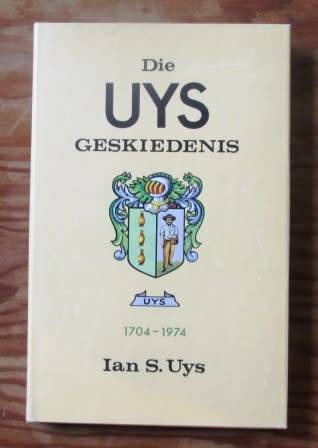 Die
UYS
GESKIEDENIS
UYS
1704-1974
Ian S. Uys